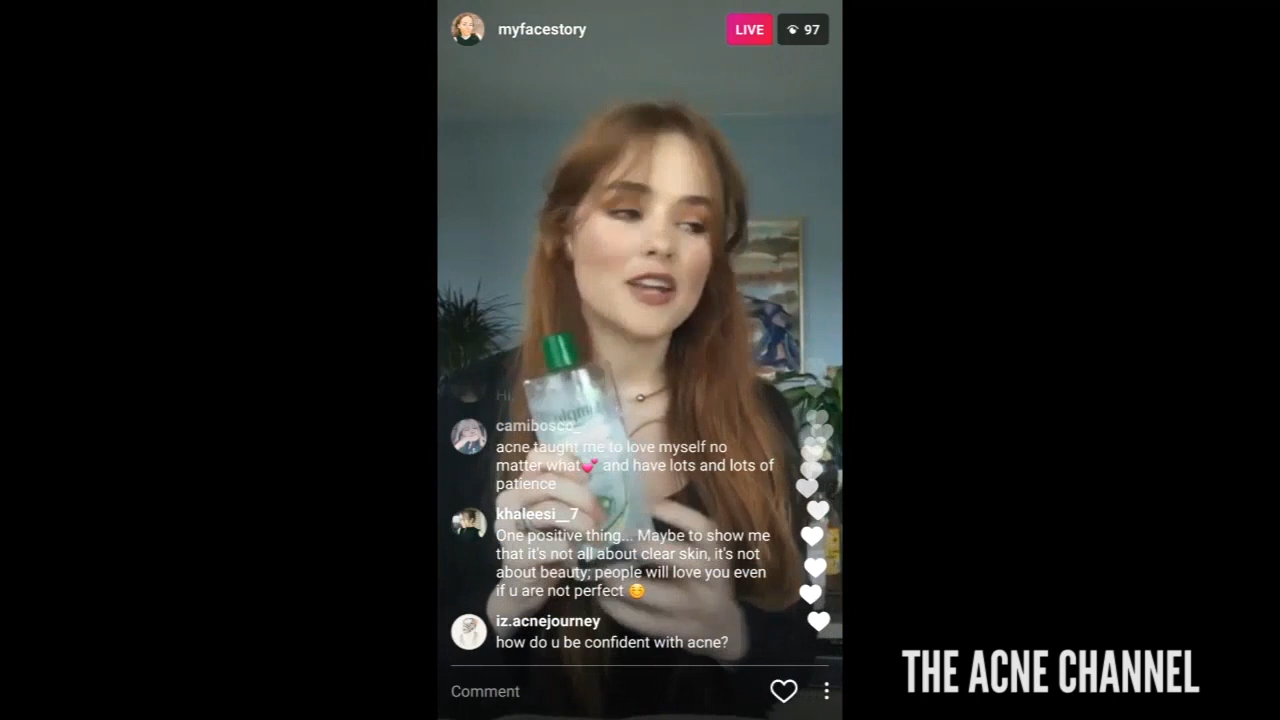 myfacestory
LIVE
97
Hi,
camibosco_
acne taught me to love myself no
matter what💕 and have lots and lots of
patience
khaleesi__7
One positive thing... Maybe to show me
that it's not all about clear skin, it's not
about beauty; people will love you even
if u are not perfect 😊
iz.acnejourney
how do u be confident with acne?
Comment
THE ACNE CHANNEL